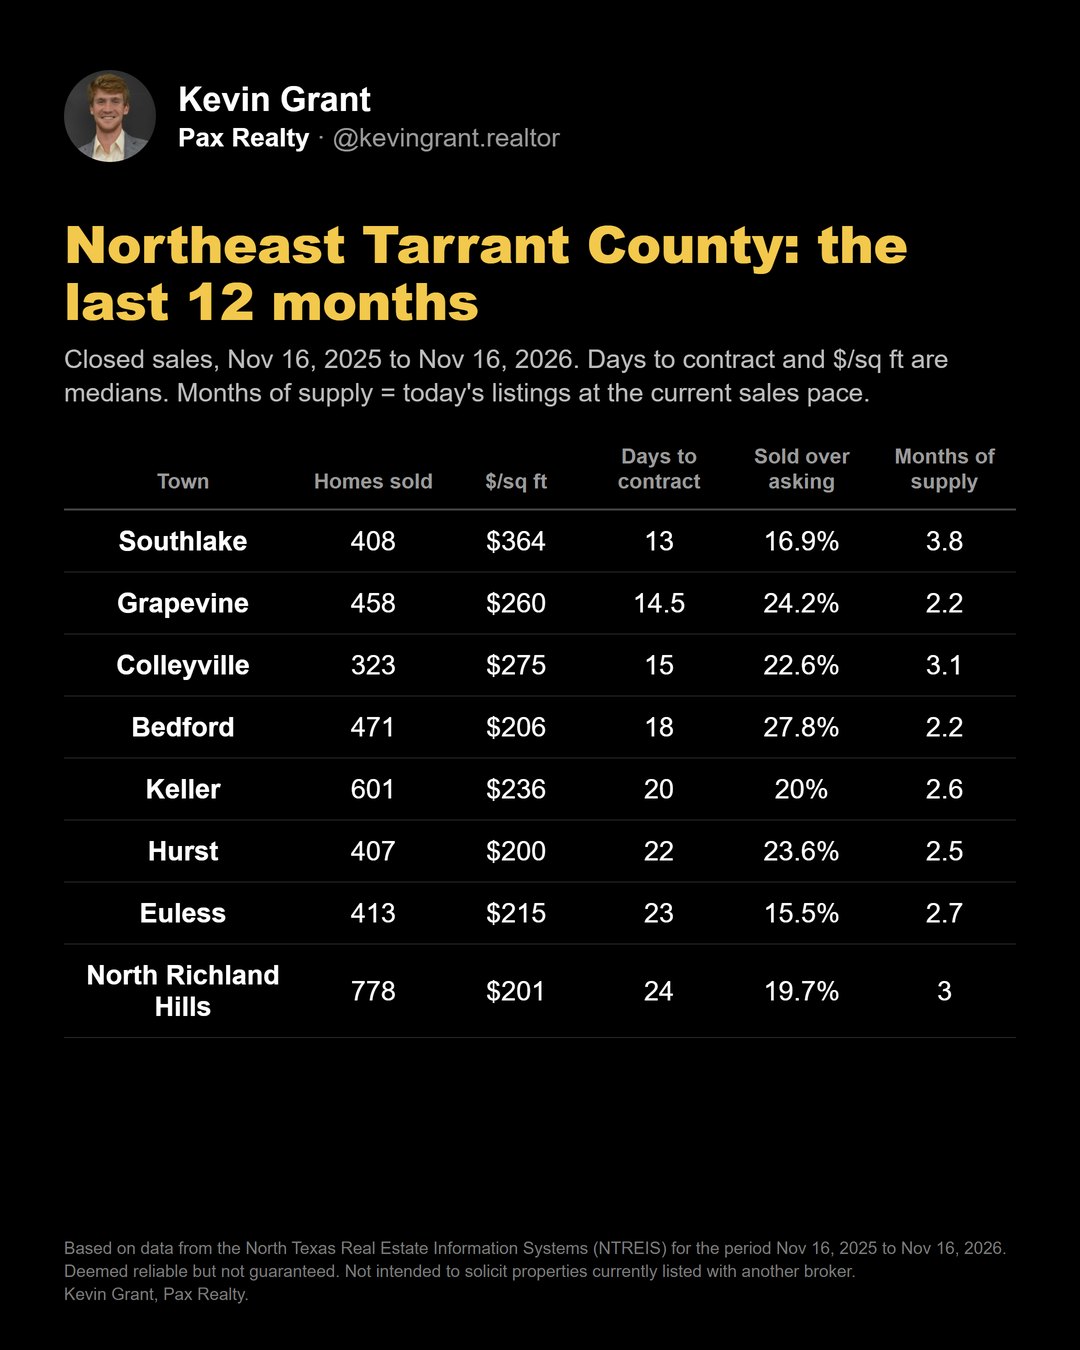 Kevin Grant
Pax Realty · @kevingrant.realtor
Northeast Tarrant County: the
last 12 months
Closed sales, Nov 16, 2025 to Nov 16, 2026. Days to contract and $/sq ft are
medians. Months of supply = today's listings at the current sales pace.
Town Homes sold $/sq ft Days to contract Sold over asking Months of supply
Southlake 408 $364 13 16.9% 3.8
Grapevine 458 $260 14.5 24.2% 2.2
Colleyville 323 $275 15 22.6% 3.1
Bedford 471 $206 18 27.8% 2.2
Keller 601 $236 20 20% 2.6
Hurst 407 $200 22 23.6% 2.5
Euless 413 $215 23 15.5% 2.7
North Richland Hills 778 $201 24 19.7% 3
Based on data from the North Texas Real Estate Information Systems (NTREIS) for the period Nov 16, 2025 to Nov 16, 2026.
Deemed reliable but not guaranteed. Not intended to solicit properties currently listed with another broker.
Kevin Grant, Pax Realty.